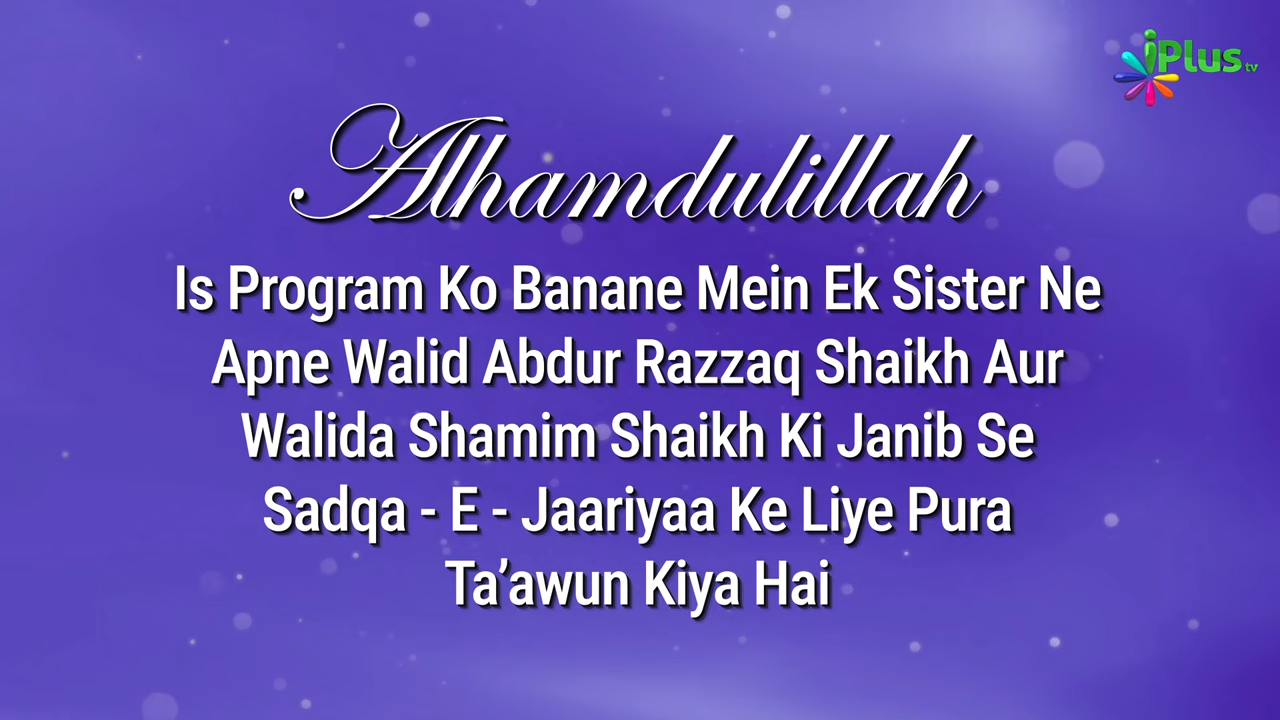 iPlus tv
Alhamdulillah
Is Program Ko Banane Mein Ek Sister Ne
Apne Walid Abdur Razzaq Shaikh Aur
Walida Shamim Shaikh Ki Janib Se
Sadqa - E - Jaariyaa Ke Liye Pura
Ta’awun Kiya Hai